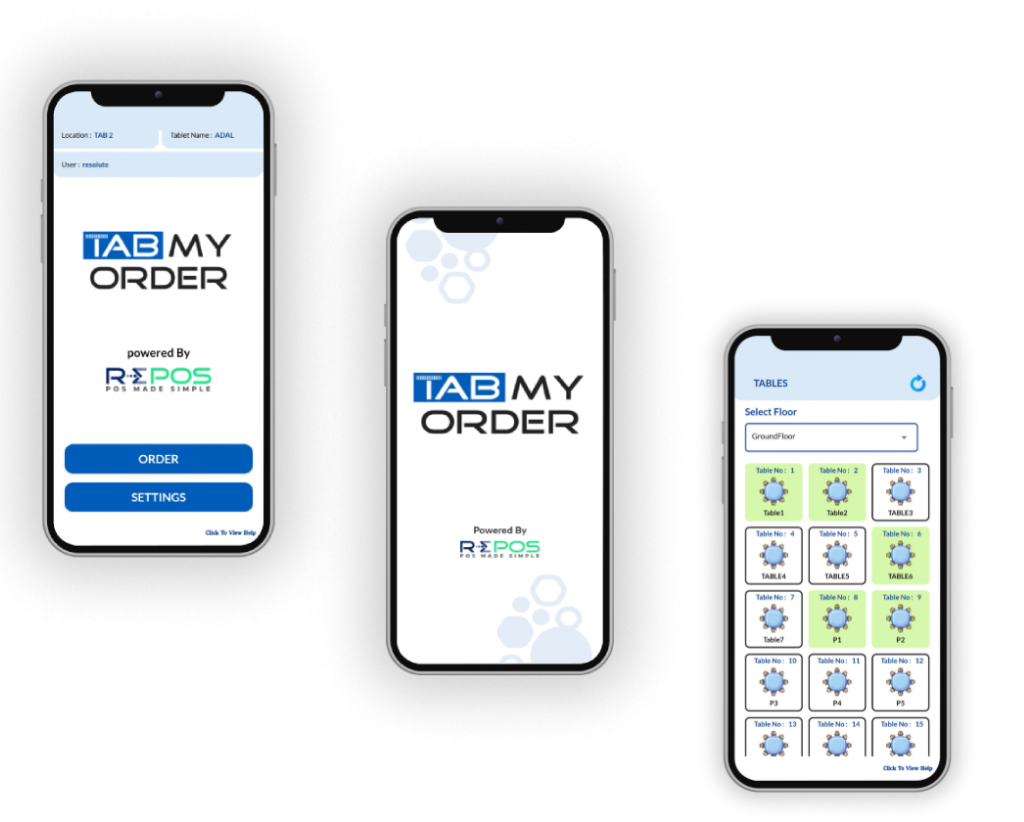 Location : TAB 2
Tablet Name : ADAL
User : resolute
TAB MY
ORDER
powered By
REPOS
POS MADE SIMPLE
ORDER
SETTINGS
Click To View Help
TAB MY
ORDER
Powered By
REPOS
POS MADE SIMPLE
TABLES
Select Floor
GroundFloor
Table No : 1
Table No : 2
Table No : 3
Table1
Table2
TABLE3
Table No : 4
Table No : 5
Table No : 6
TABLE4
TABLE5
TABLE6
Table No : 7
Table No : 8
Table No : 9
Table7
P1
P2
Table No : 10
Table No : 11
Table No : 12
P3
P4
P5
Table No : 13
Table No : 14
Table No : 15
Click To View Help